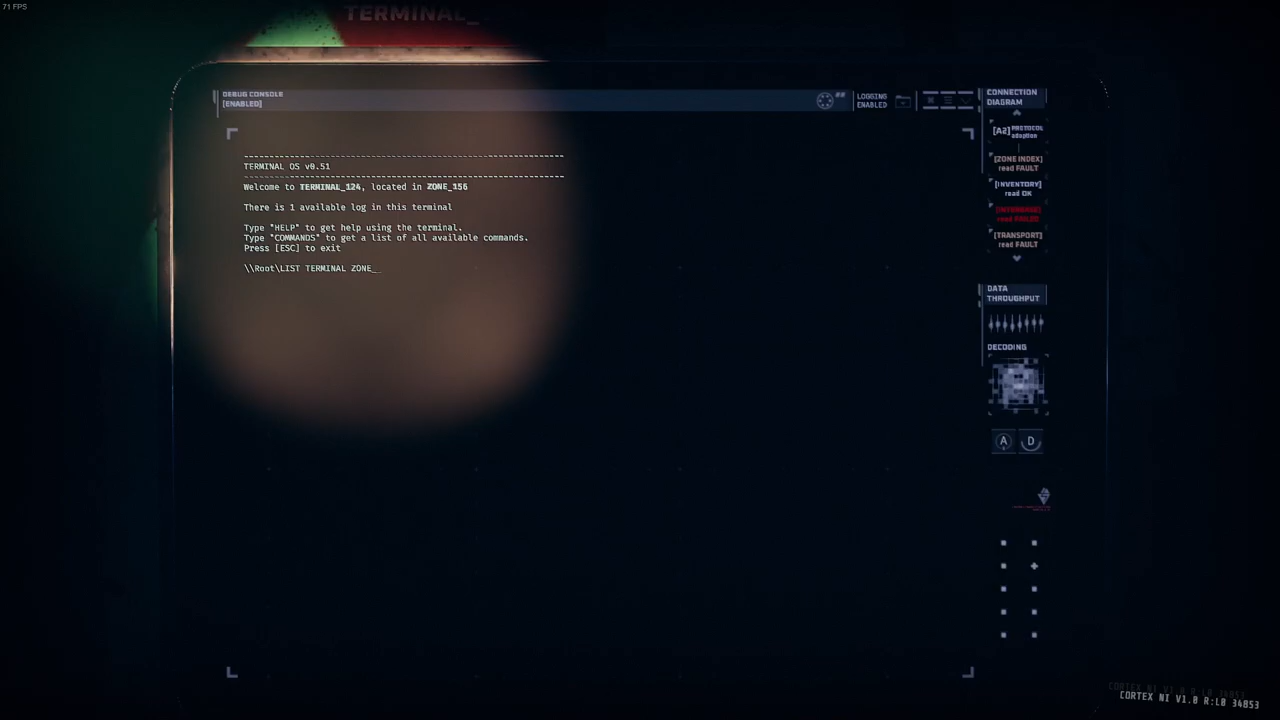 71 FPS
TERMINAL_
DEBUG CONSOLE
[ENABLED]
LOGGING
ENABLED
CONNECTION
DIAGRAM
[A2] PROTOCOL
adaption
[ZONE INDEX]
read FAULT
[INVENTORY]
read OK
read FAILED
[TRANSPORT]
read FAULT
DATA
THROUGHPUT
DECODING
A D
----------------------------------------------------------------
TERMINAL OS v0.51
----------------------------------------------------------------
Welcome to TERMINAL_124, located in ZONE_156
There is 1 available log in this terminal
Type "HELP" to get help using the terminal.
Type "COMMANDS" to get a list of all available commands.
Press [ESC] to exit
\\Root\LIST TERMINAL ZONE_
CORTEX NI V1.0 R:L0 34853